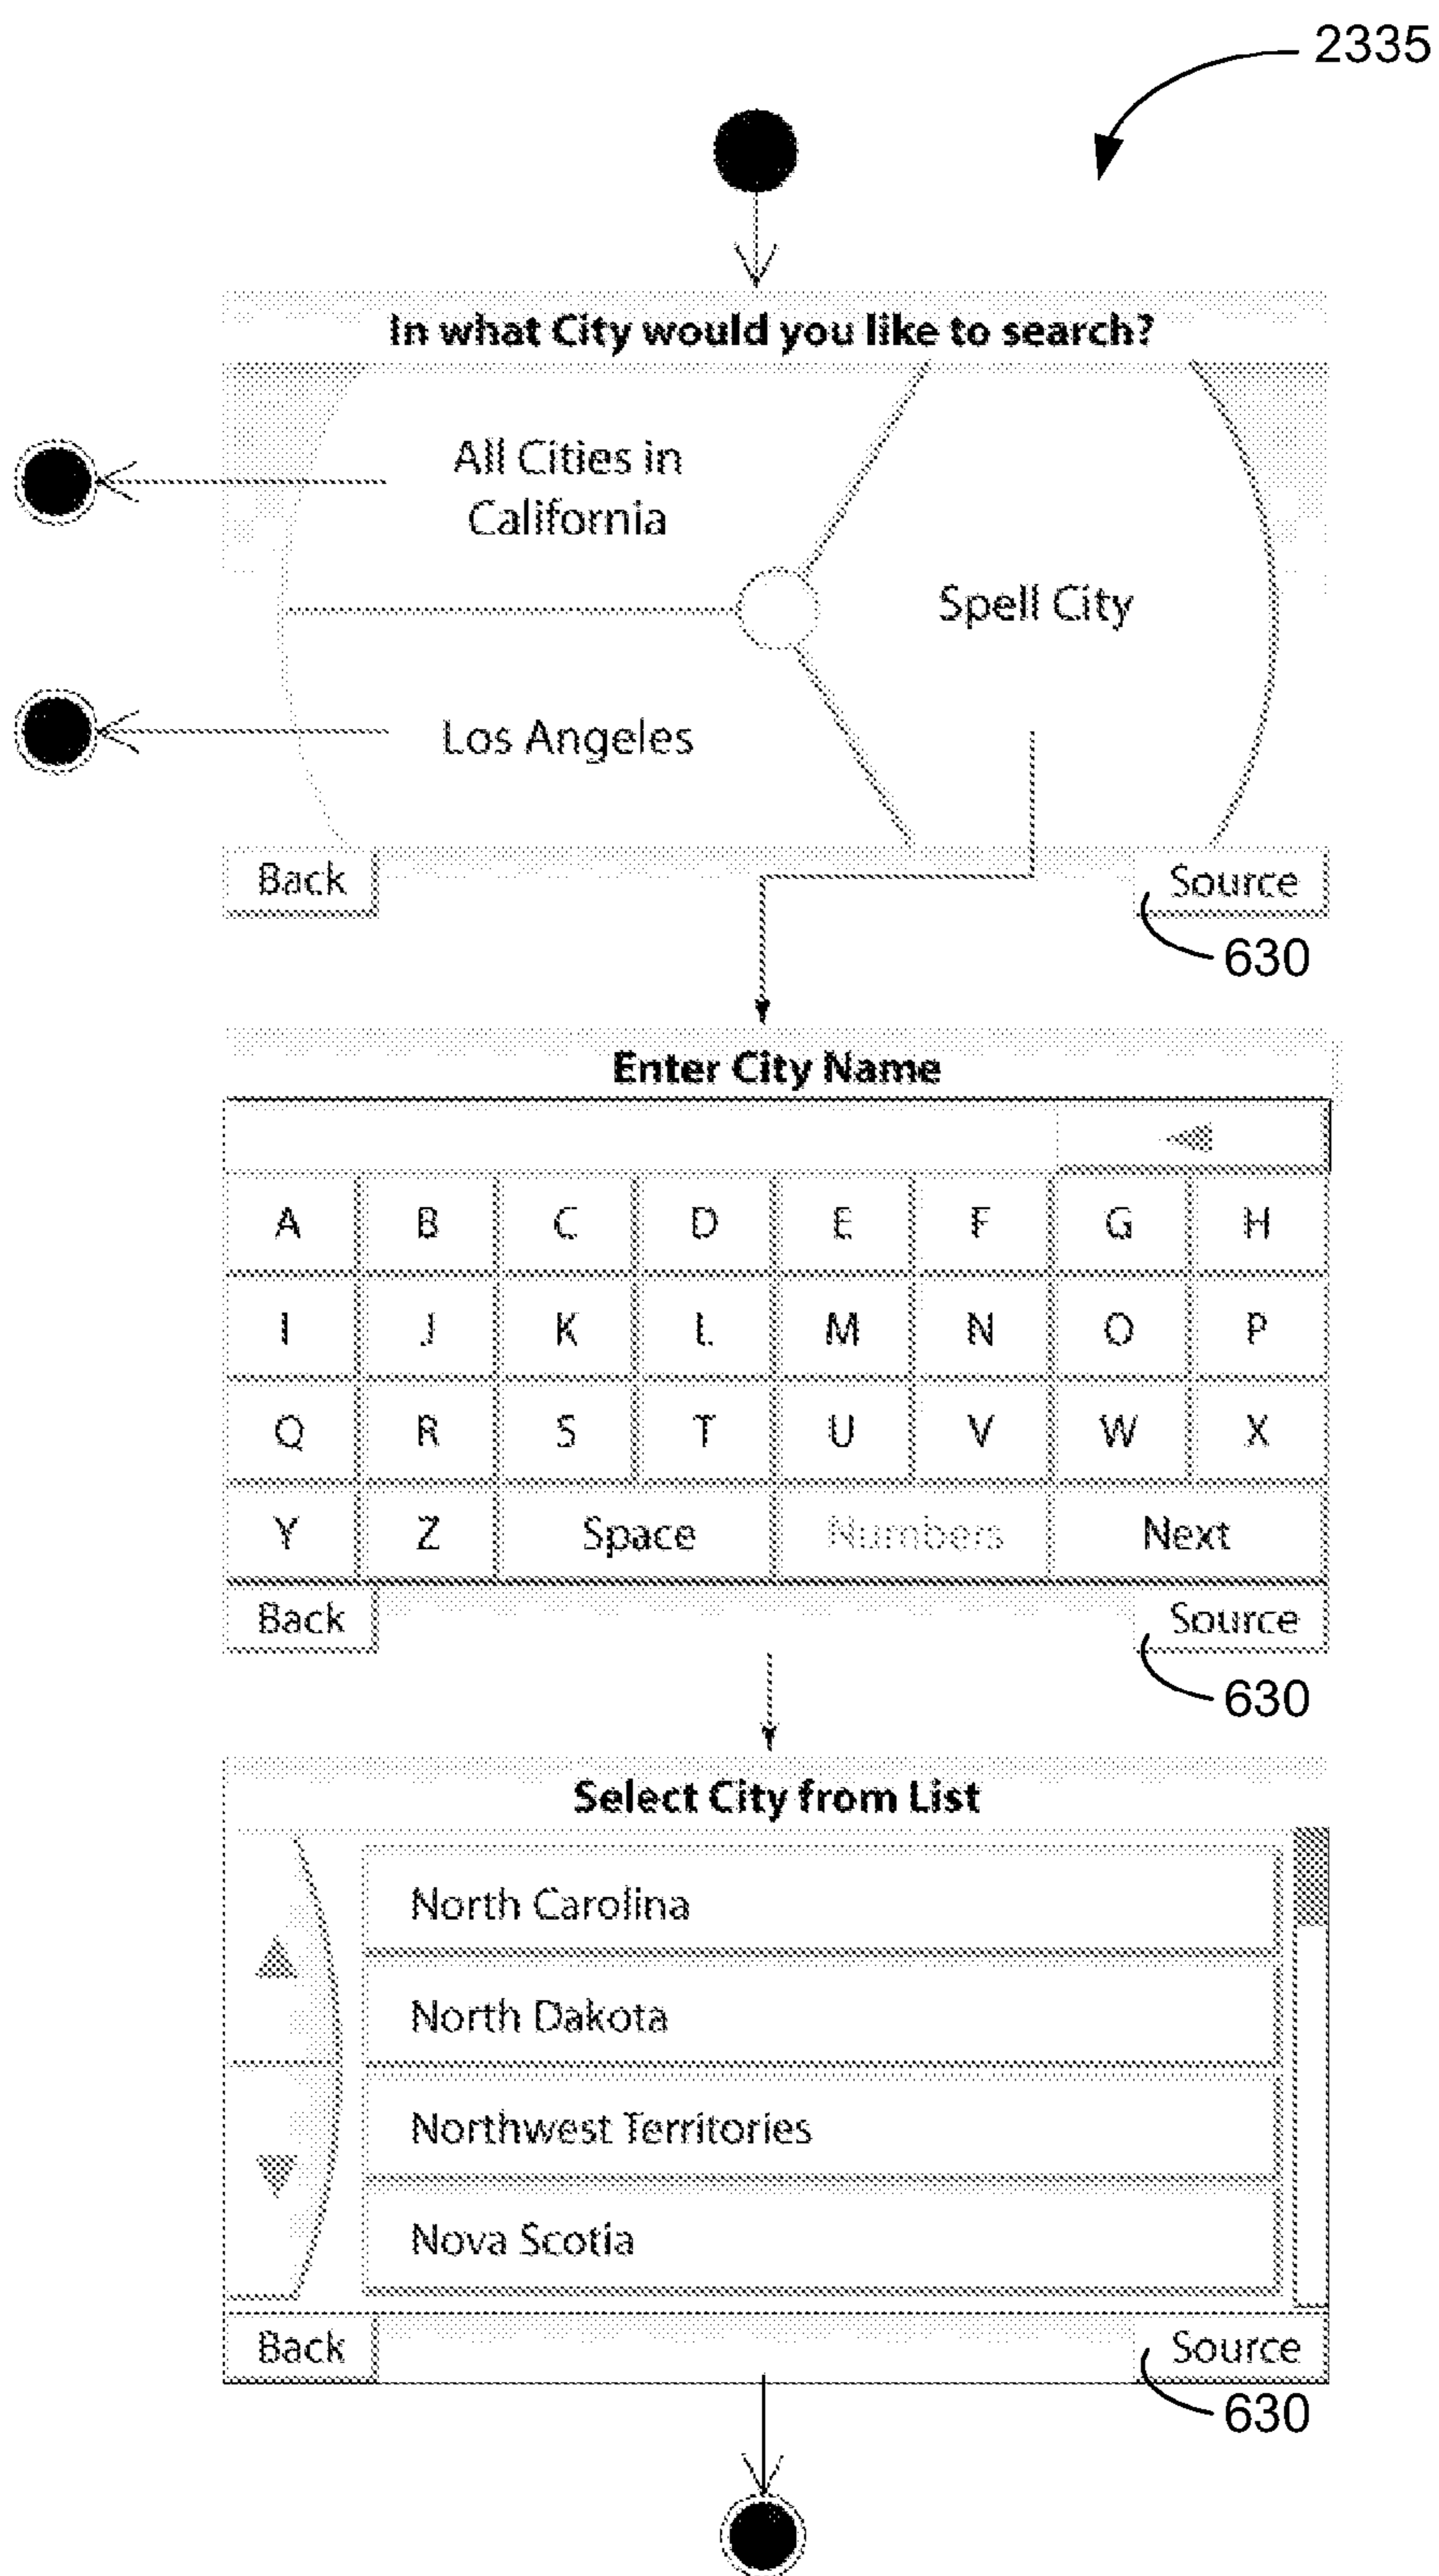 2335
In what City would you like to search?
All Cities in
California
Spell City
Los Angeles
Back
Source
630
Enter City Name
A B C D E F G H
I J K L M N O P
Q R S T U V W X
Y Z Space Numbers Next
Back
Source
630
Select City from List
North Carolina
North Dakota
Northwest Territories
Nova Scotia
Back
Source
630